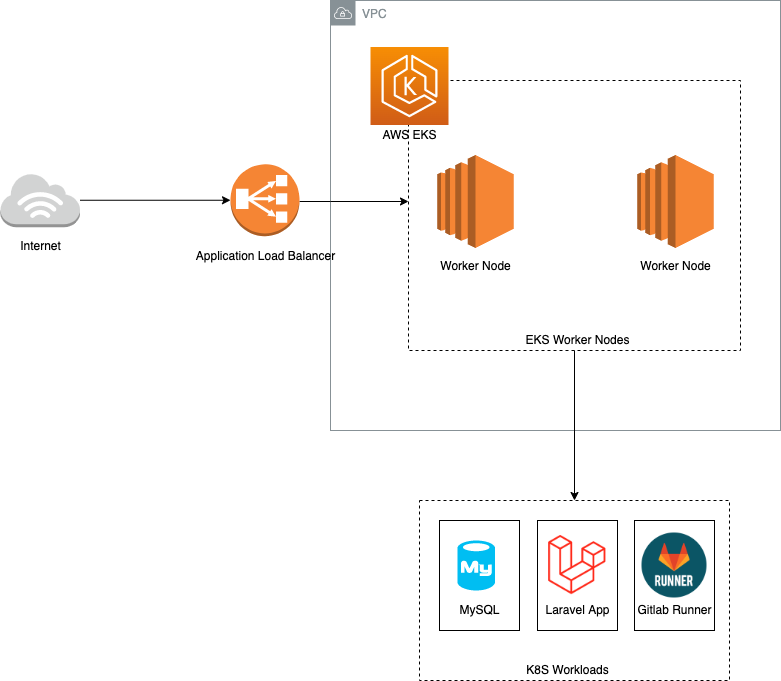 VPC
K
AWS EKS
Internet
Application Load Balancer
Worker Node
Worker Node
EKS Worker Nodes
My
RUNNER
MySQL
Laravel App
Gitlab Runner
K8S Workloads